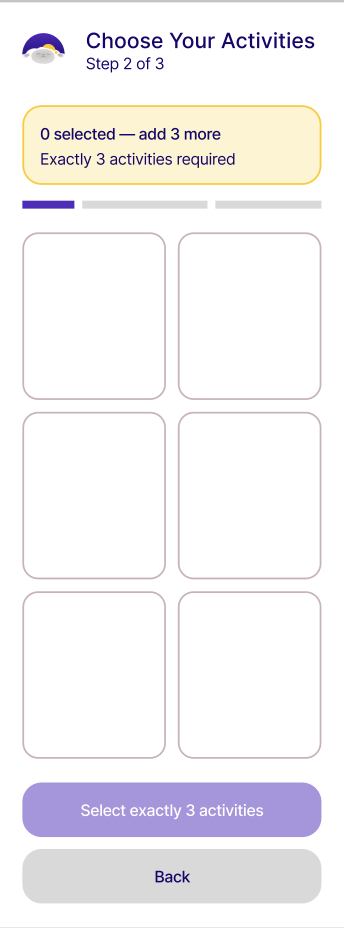 Choose Your Activities
Step 2 of 3
0 selected — add 3 more
Exactly 3 activities required
Select exactly 3 activities
Back